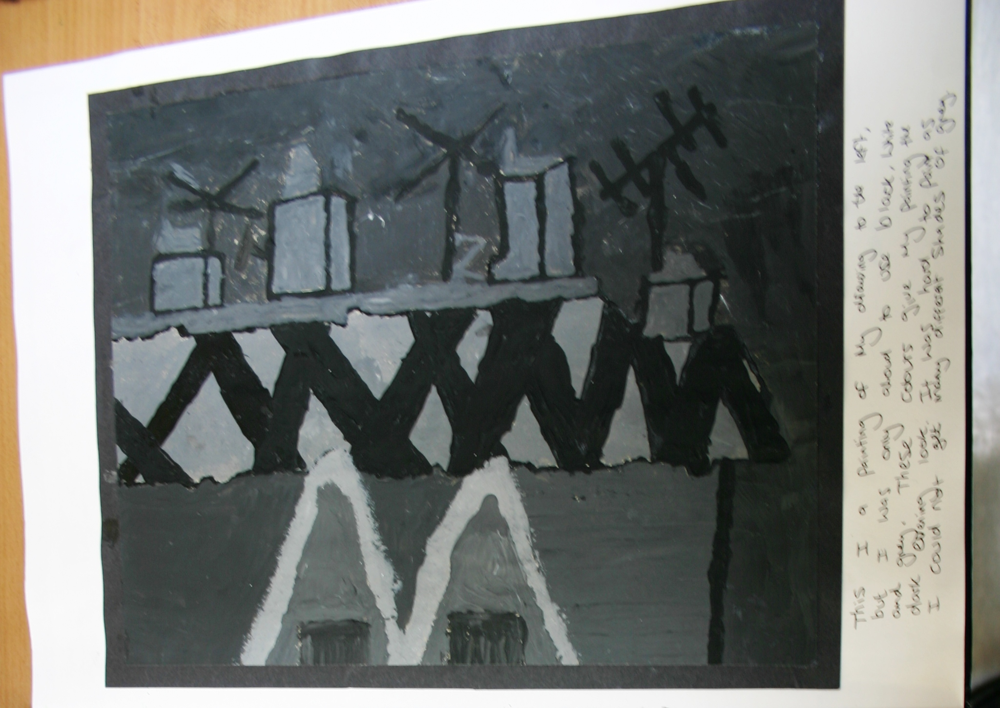 This I a painting of My drawing to the left,
but I was only aloud to use black, white
and grey. These colours give My painting the
dark evening look. It was hard to paint as
I could not get many different shades of grey